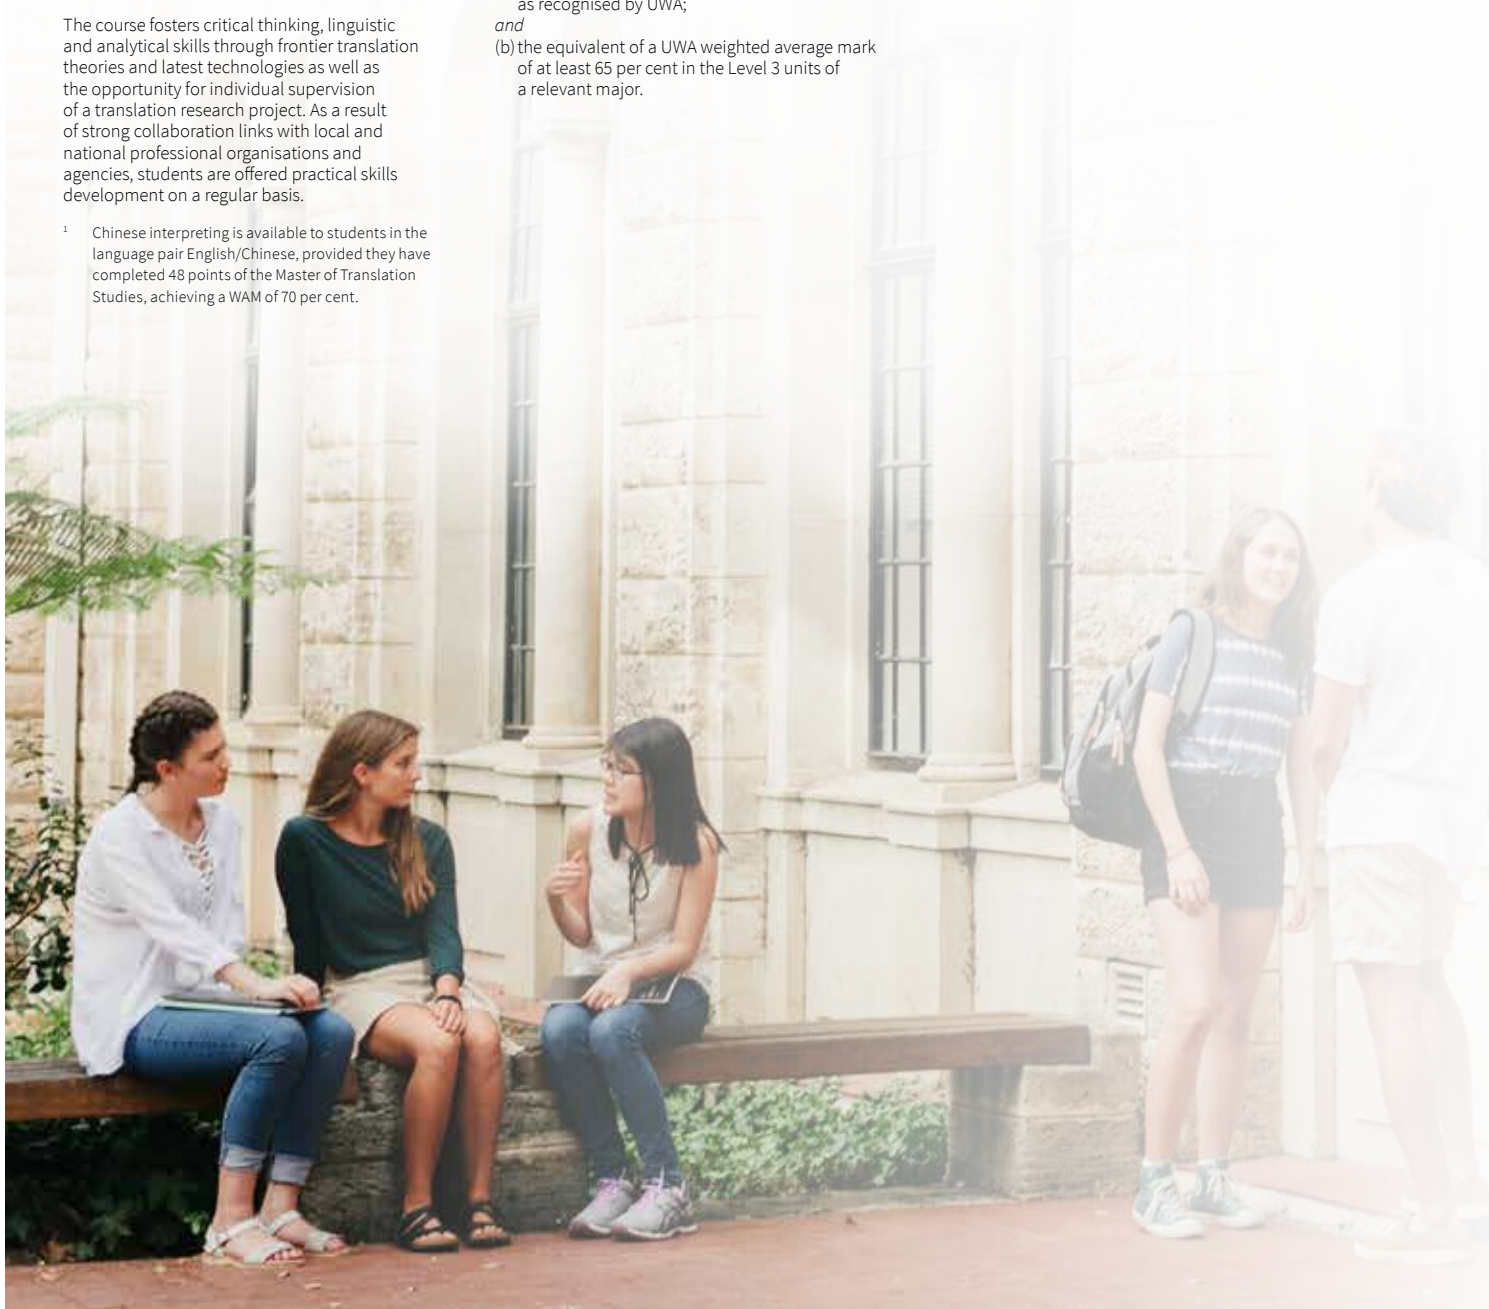 The course fosters critical thinking, linguistic
and analytical skills through frontier translation
theories and latest technologies as well as
the opportunity for individual supervision
of a translation research project. As a result
of strong collaboration links with local and
national professional organisations and
agencies, students are offered practical skills
development on a regular basis.
1 Chinese interpreting is available to students in the
language pair English/Chinese, provided they have
completed 48 points of the Master of Translation
Studies, achieving a WAM of 70 per cent.
as recognised by UWA;
and
(b) the equivalent of a UWA weighted average mark
of at least 65 per cent in the Level 3 units of
a relevant major.